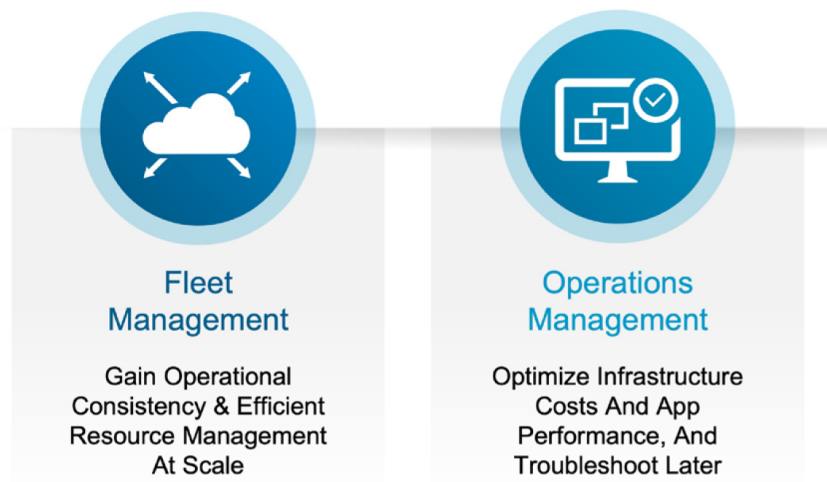 Fleet
Management
Gain Operational
Consistency & Efficient
Resource Management
At Scale
Operations
Management
Optimize Infrastructure
Costs And App
Performance, And
Troubleshoot Later